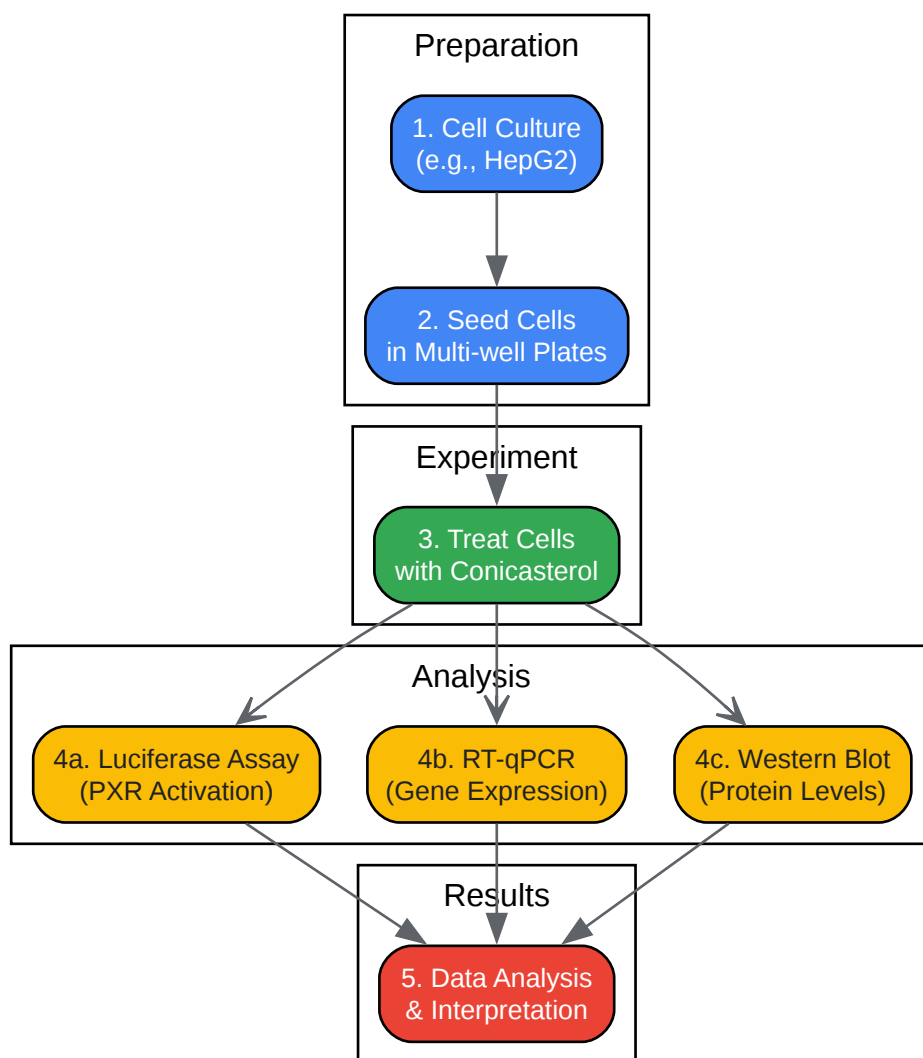 Preparation
1. Cell Culture
(e.g., HepG2)
2. Seed Cells
in Multi-well Plates
Experiment
3. Treat Cells
with Conicasterol
Analysis
4a. Luciferase Assay
(PXR Activation)
4b. RT-qPCR
(Gene Expression)
4c. Western Blot
(Protein Levels)
Results
5. Data Analysis
& Interpretation